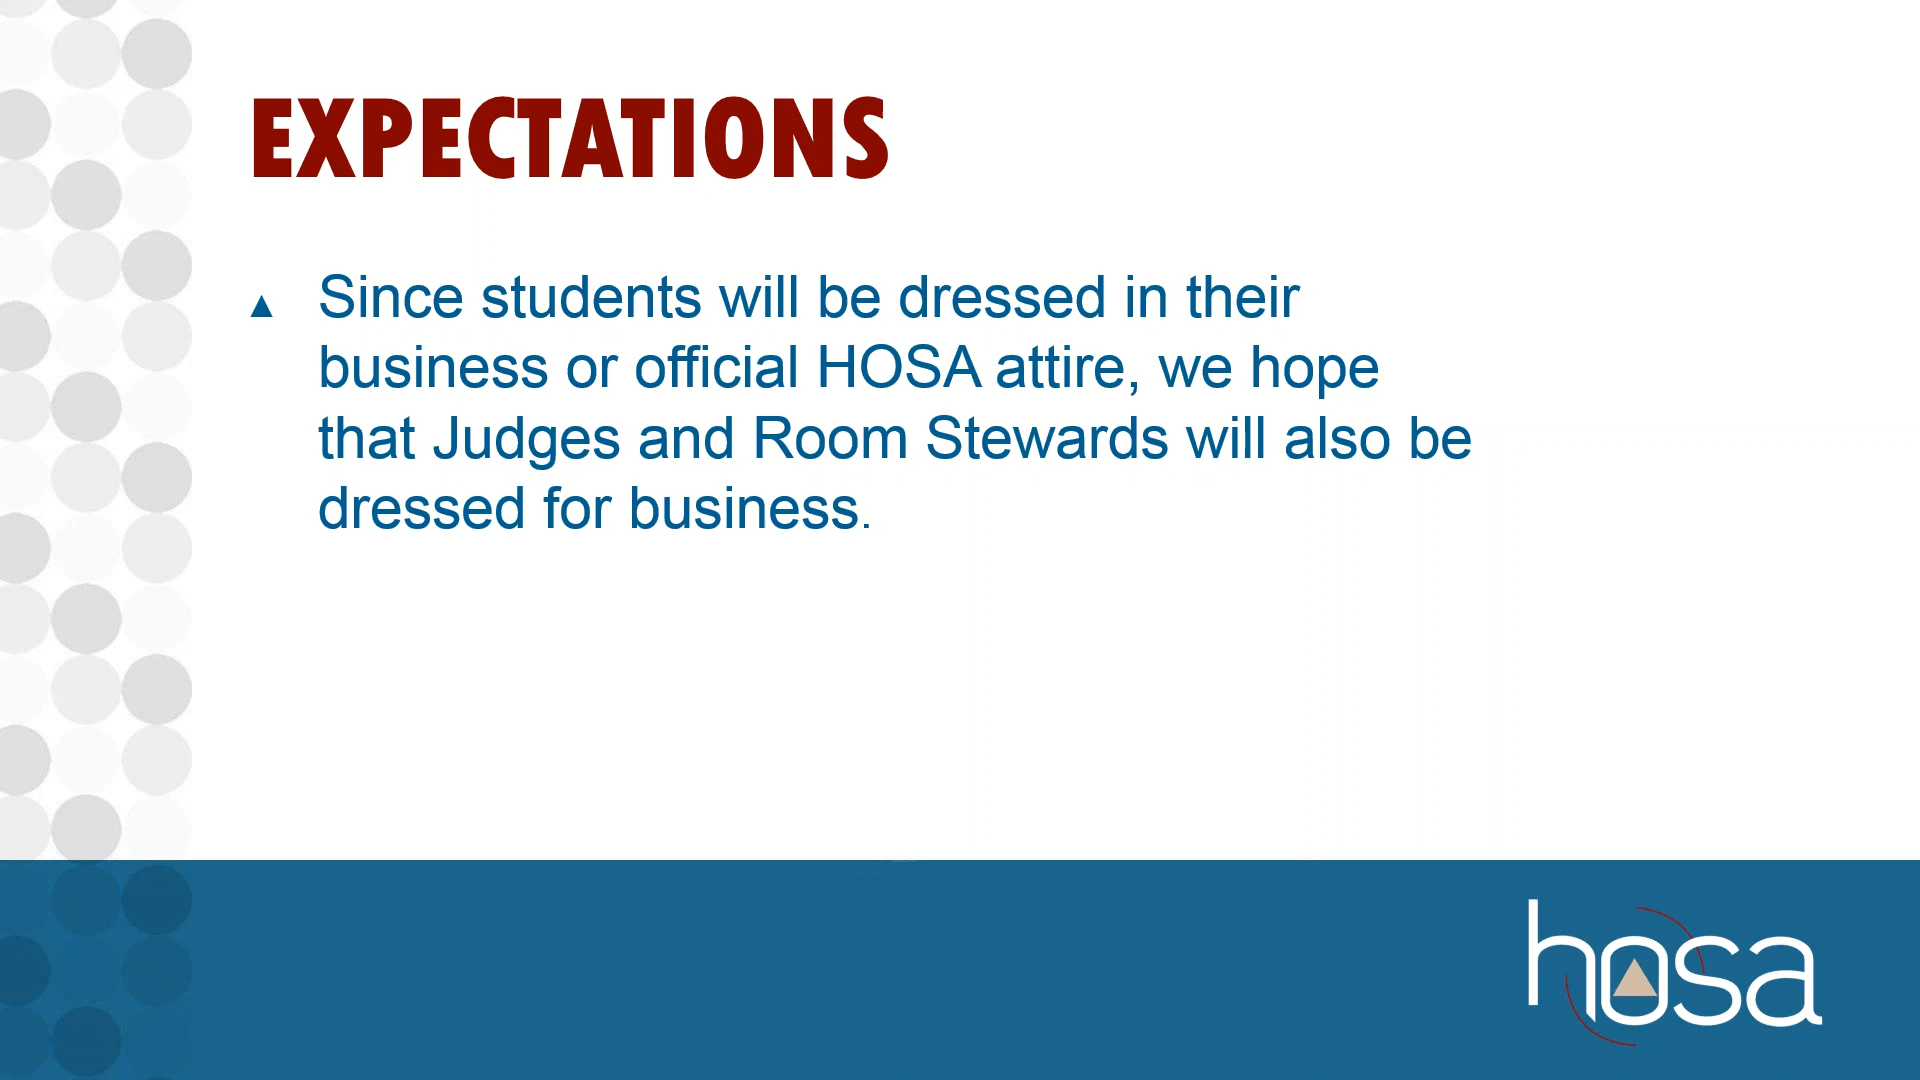 EXPECTATIONS
▲ Since students will be dressed in their
business or official HOSA attire, we hope
that Judges and Room Stewards will also be
dressed for business.
hosa